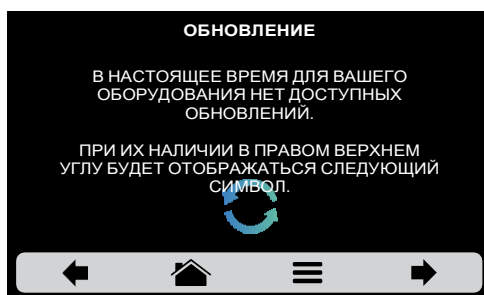 ОБНОВЛЕНИЕ
В НАСТОЯЩЕЕ ВРЕМЯ ДЛЯ ВАШЕГО
ОБОРУДОВАНИЯ НЕТ ДОСТУПНЫХ
ОБНОВЛЕНИЙ.
ПРИ ИХ НАЛИЧИИ В ПРАВОМ ВЕРХНЕМ
УГЛУ БУДЕТ ОТОБРАЖАТЬСЯ СЛЕДУЮЩИЙ
СИМВОЛ.